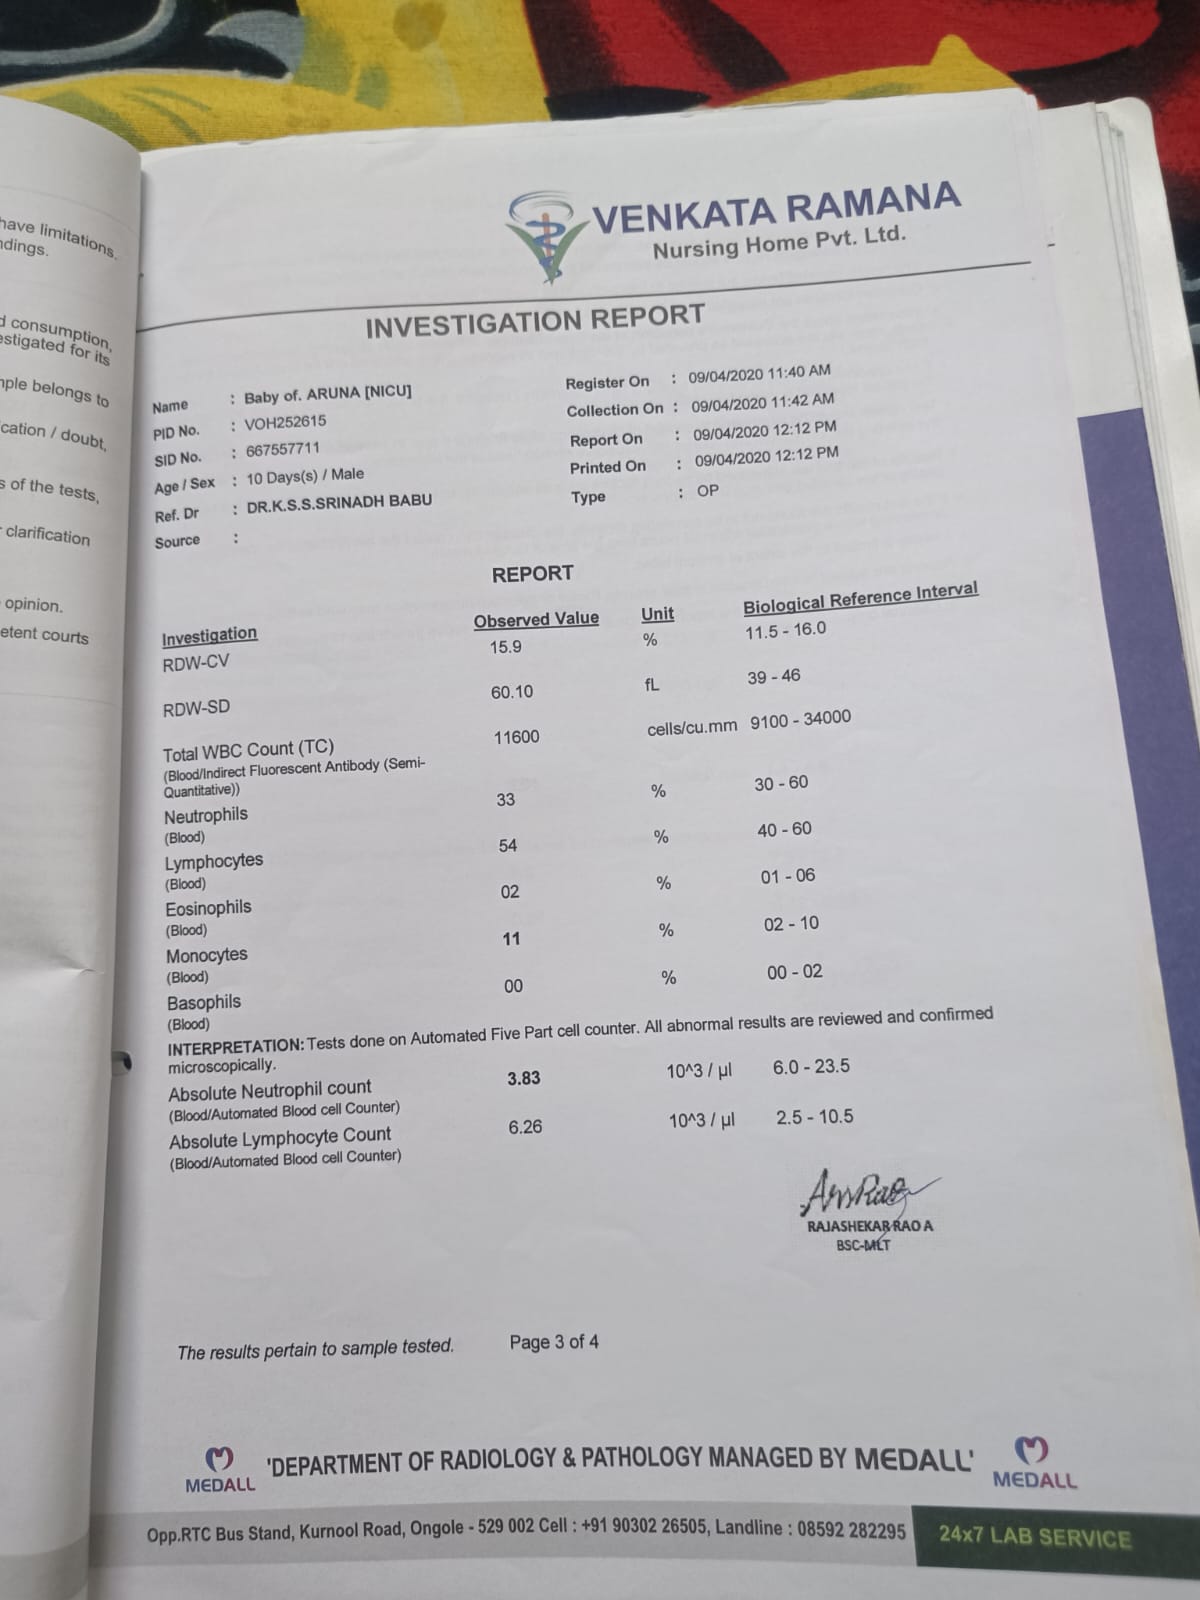 have limitations.
ndings.
d consumption,
estigated for its
mple belongs to
cation / doubt,
s of the tests,
clarification
opinion.
etent courts
VENKATA RAMANA
Nursing Home Pvt. Ltd.
INVESTIGATION REPORT
Name : Baby of. ARUNA [NICU] Register On : 09/04/2020 11:40 AM
PID No. : VOH252615 Collection On : 09/04/2020 11:42 AM
SID No. : 667557711 Report On : 09/04/2020 12:12 PM
Age / Sex : 10 Days(s) / Male Printed On : 09/04/2020 12:12 PM
Ref. Dr : DR.K.S.S.SRINADH BABU Type : OP
Source :
REPORT
Investigation Observed Value Unit Biological Reference Interval
RDW-CV 15.9 % 11.5 - 16.0
RDW-SD 60.10 fL 39 - 46
Total WBC Count (TC) 11600 cells/cu.mm 9100 - 34000
(Blood/Indirect Fluorescent Antibody (Semi-
Quantitative))
Neutrophils 33 % 30 - 60
(Blood)
Lymphocytes 54 % 40 - 60
(Blood)
Eosinophils 02 % 01 - 06
(Blood)
Monocytes 11 % 02 - 10
(Blood)
Basophils 00 % 00 - 02
(Blood)
INTERPRETATION: Tests done on Automated Five Part cell counter. All abnormal results are reviewed and confirmed
microscopically.
Absolute Neutrophil count 3.83 10^3 / µl 6.0 - 23.5
(Blood/Automated Blood cell Counter)
Absolute Lymphocyte Count 6.26 10^3 / µl 2.5 - 10.5
(Blood/Automated Blood cell Counter)
RAJASHEKAR RAO A
BSC-MLT
The results pertain to sample tested. Page 3 of 4
MEDALL 'DEPARTMENT OF RADIOLOGY & PATHOLOGY MANAGED BY MEDALL' MEDALL
Opp.RTC Bus Stand, Kurnool Road, Ongole - 529 002 Cell : +91 90302 26505, Landline : 08592 282295 24x7 LAB SERVICE